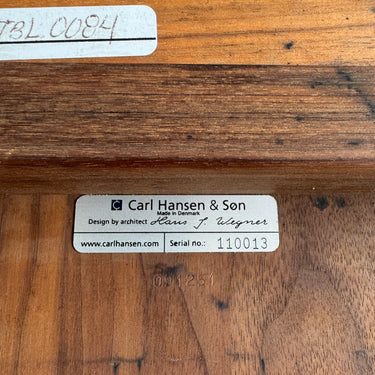 TBL 0084
C Carl Hansen & Søn
Made in Denmark
Design by architect Hans J. Wegner
www.carlhansen.com Serial no.: 110013
001251